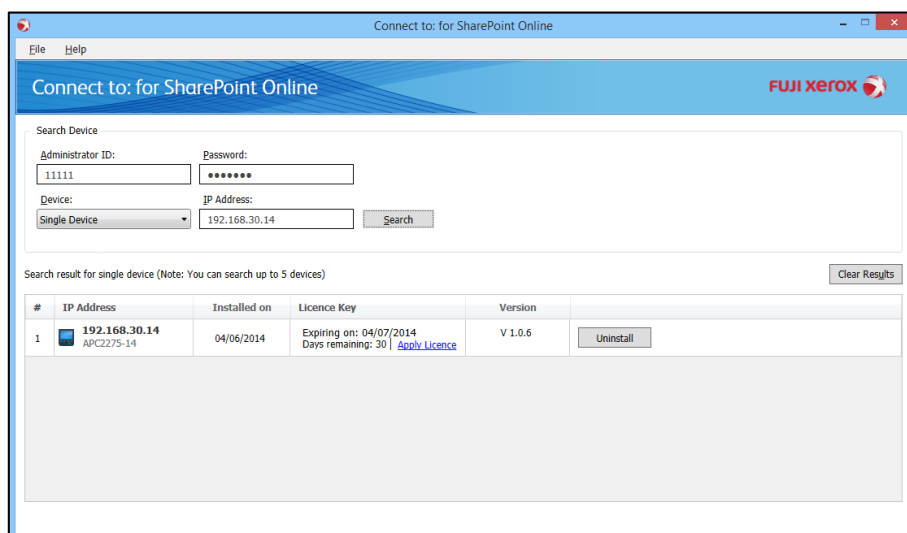 Connect to: for SharePoint Online
File Help
Connect to: for SharePoint Online
FUJI xerox
Search Device
Administrator ID: Password:
11111 •••••••
Device: IP Address:
Single Device 192.168.30.14 Search
Search result for single device (Note: You can search up to 5 devices) Clear Results
# IP Address Installed on Licence Key Version
1 192.168.30.14 APC2275-14 04/06/2014 Expiring on: 04/07/2014 V 1.0.6 Uninstall
Days remaining: 30 | Apply Licence